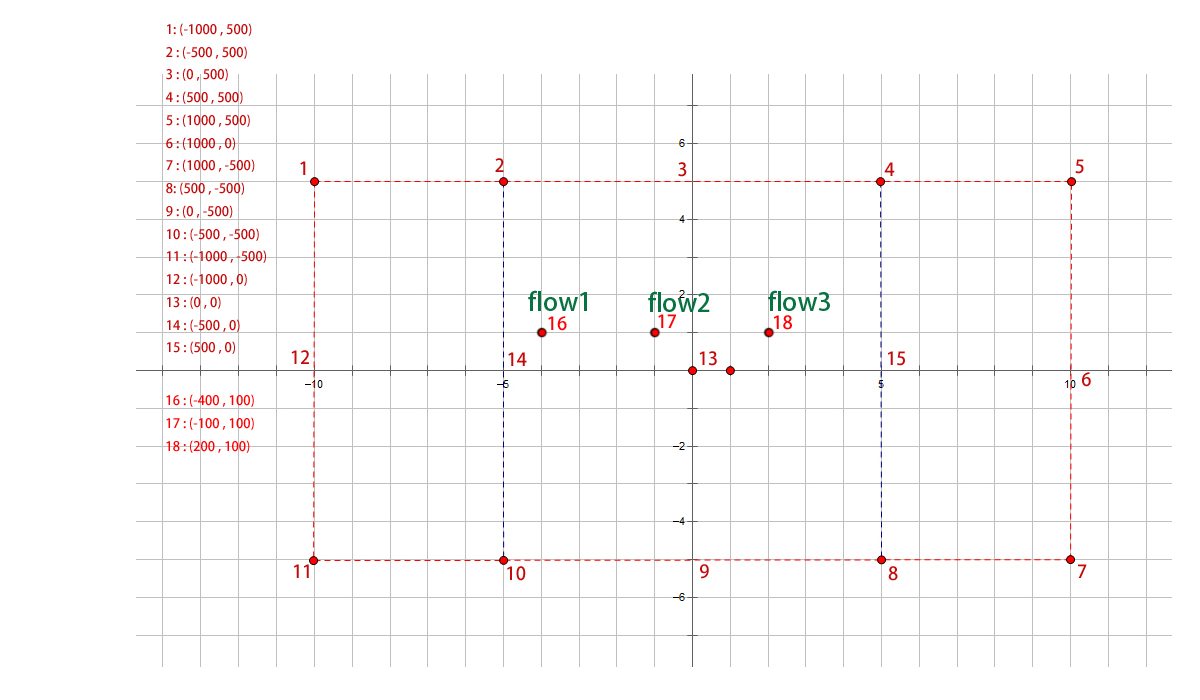 1: (-1000 , 500)
2 : (-500 , 500)
3 : (0 , 500)
4 : (500 , 500)
5 : (1000 , 500)
6 : (1000 , 0)
7 : (1000 , -500)
8: (500 , -500)
9 : (0 , -500)
10 : (-500 , -500)
11 : (-1000 , -500)
12 : (-1000 , 0)
13 : (0 , 0)
14 : (-500 , 0)
15 : (500 , 0)
16 : (-400 , 100)
17 : (-100 , 100)
18 : (200 , 100)
6
1
2
3
4
5
4
2
flow1
flow2
flow3
16
17
18
12
14
13
15
6
−10
−5
5
10
−2
−4
11
10
9
8
7
−6